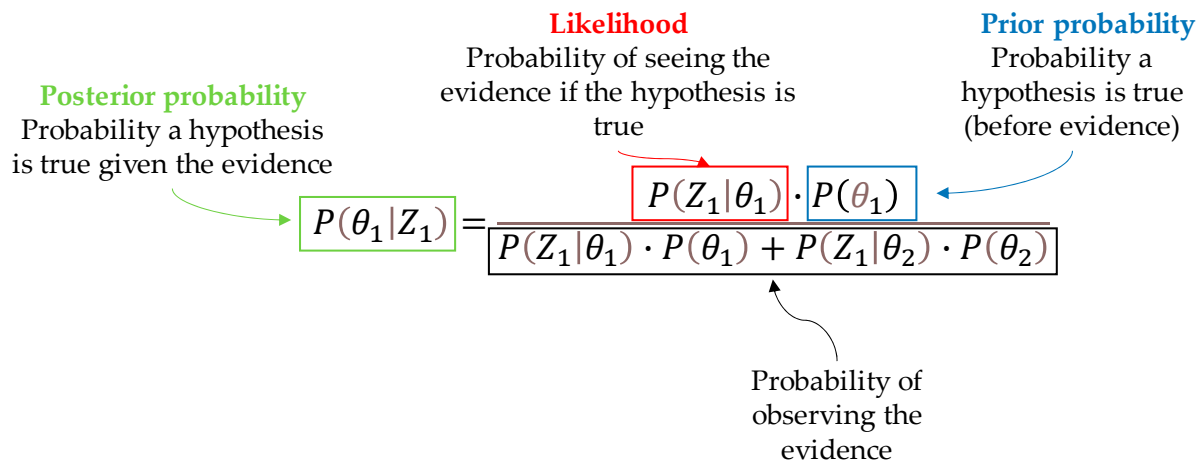 Likelihood
Probability of seeing the
evidence if the hypothesis is
true
Prior probability
Probability a
hypothesis is true
(before evidence)
Posterior probability
Probability a hypothesis
is true given the evidence
P(θ₁|Z₁) =
P(Z₁|θ₁) · P(θ₁)
P(Z₁|θ₁) · P(θ₁) + P(Z₁|θ₂) · P(θ₂)
Probability of
observing the
evidence